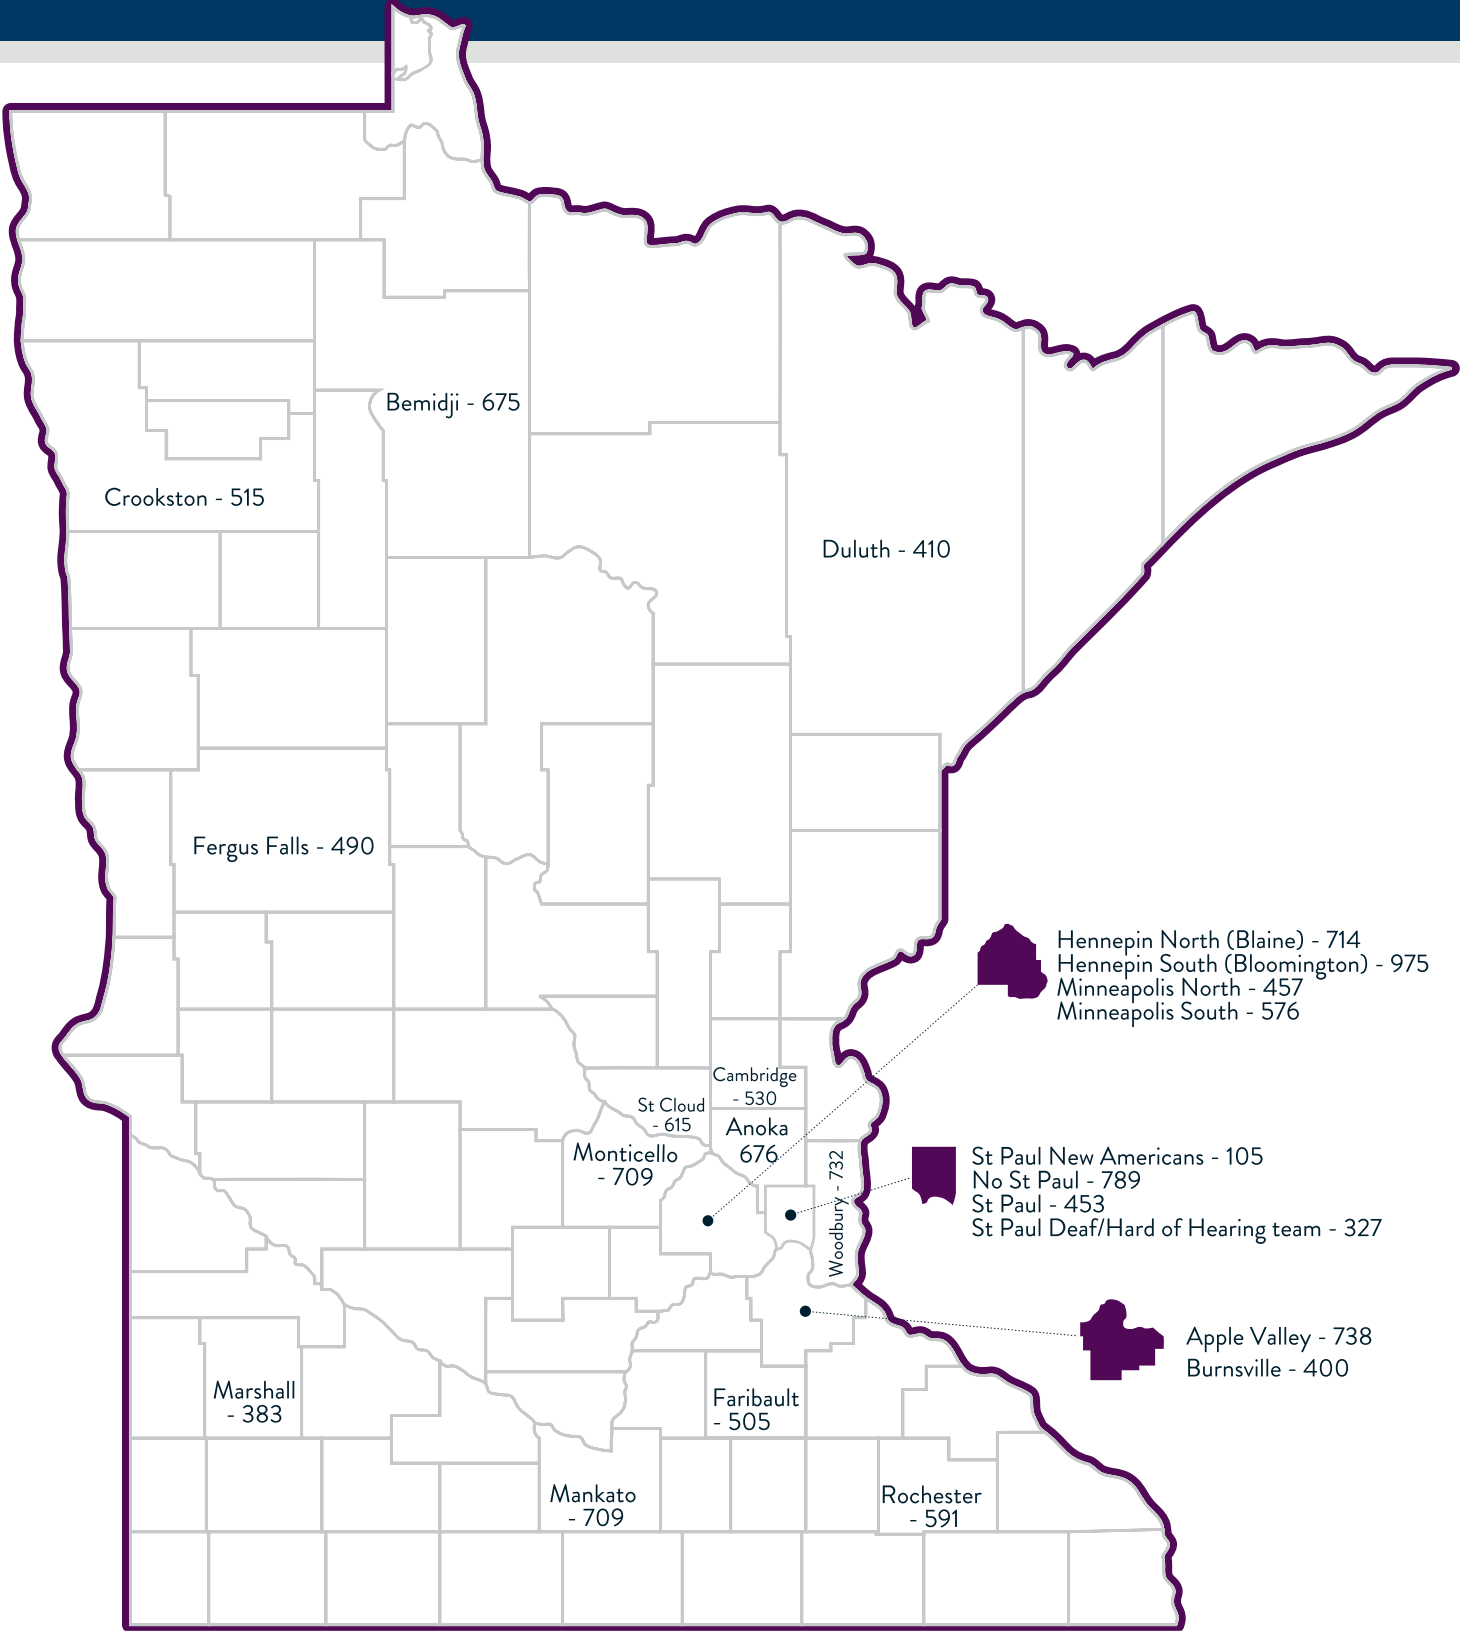 Bemidji - 675
Crookston - 515
Duluth - 410
Fergus Falls - 490
Hennepin North (Blaine) - 714
Hennepin South (Bloomington) - 975
Minneapolis North - 457
Minneapolis South - 576
Cambridge
- 530
St Cloud
- 615
Anoka
676
Monticello
- 709
Woodbury - 732
St Paul New Americans - 105
No St Paul - 789
St Paul - 453
St Paul Deaf/Hard of Hearing team - 327
Apple Valley - 738
Burnsville - 400
Marshall
- 383
Faribault
- 505
Mankato
- 709
Rochester
- 591